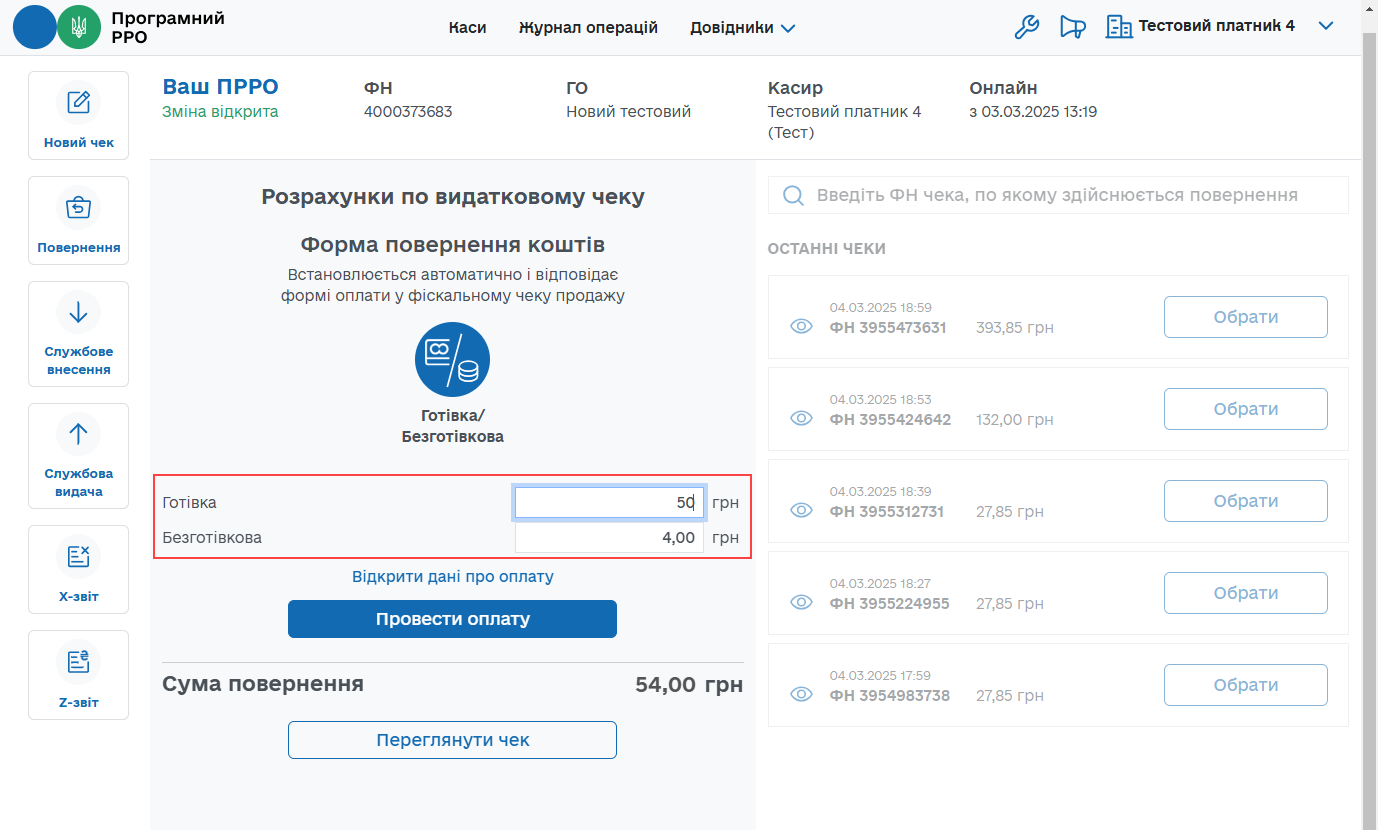 Програмний
РРО
Каси
Журнал операцій
Довідники
Тестовий платник 4
Новий чек
Повернення
Службове
внесення
Службова
видача
X-звіт
Z-звіт
Ваш ПРРО
Зміна відкрита
ФН
4000373683
ГО
Новий тестовий
Касир
Тестовий платник 4
(Тест)
Онлайн
з 03.03.2025 13:19
Розрахунки по видатковому чеку
Форма повернення коштів
Встановлюється автоматично і відповідає
формі оплати у фіскальному чеку продажу
Готівка/
Безготівкова
Готівка 50 грн
Безготівкова 4,00 грн
Відкрити дані про оплату
Провести оплату
Сума повернення 54,00 грн
Переглянути чек
Введіть ФН чека, по якому здійснюється повернення
ОСТАННІ ЧЕКИ
04.03.2025 18:59
ФН 3955473631 393,85 грн
Обрати
04.03.2025 18:53
ФН 3955424642 132,00 грн
Обрати
04.03.2025 18:39
ФН 3955312731 27,85 грн
Обрати
04.03.2025 18:27
ФН 3955224955 27,85 грн
Обрати
04.03.2025 17:59
ФН 3954983738 27,85 грн
Обрати